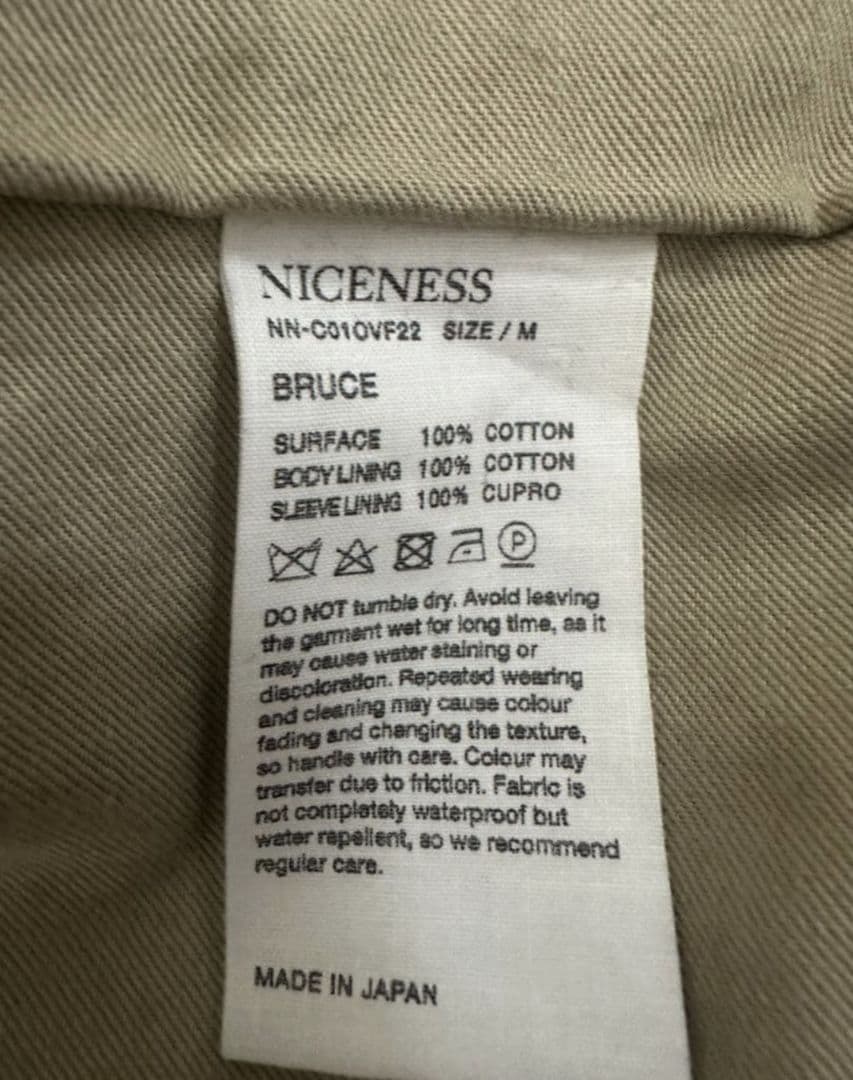 NICENESS
NN-C01OVF22 SIZE / M
BRUCE
SURFACE 100% COTTON
BODY LINING 100% COTTON
SLEEVE LINING 100% CUPRO
P
DO NOT tumble dry. Avoid leaving
the garment wet for long time, as it
may cause water staining or
discoloration. Repeated wearing
and cleaning may cause colour
fading and changing the texture,
so handle with care. Colour may
transfer due to friction. Fabric is
not completely waterproof but
water repellent, so we recommend
regular care.
MADE IN JAPAN